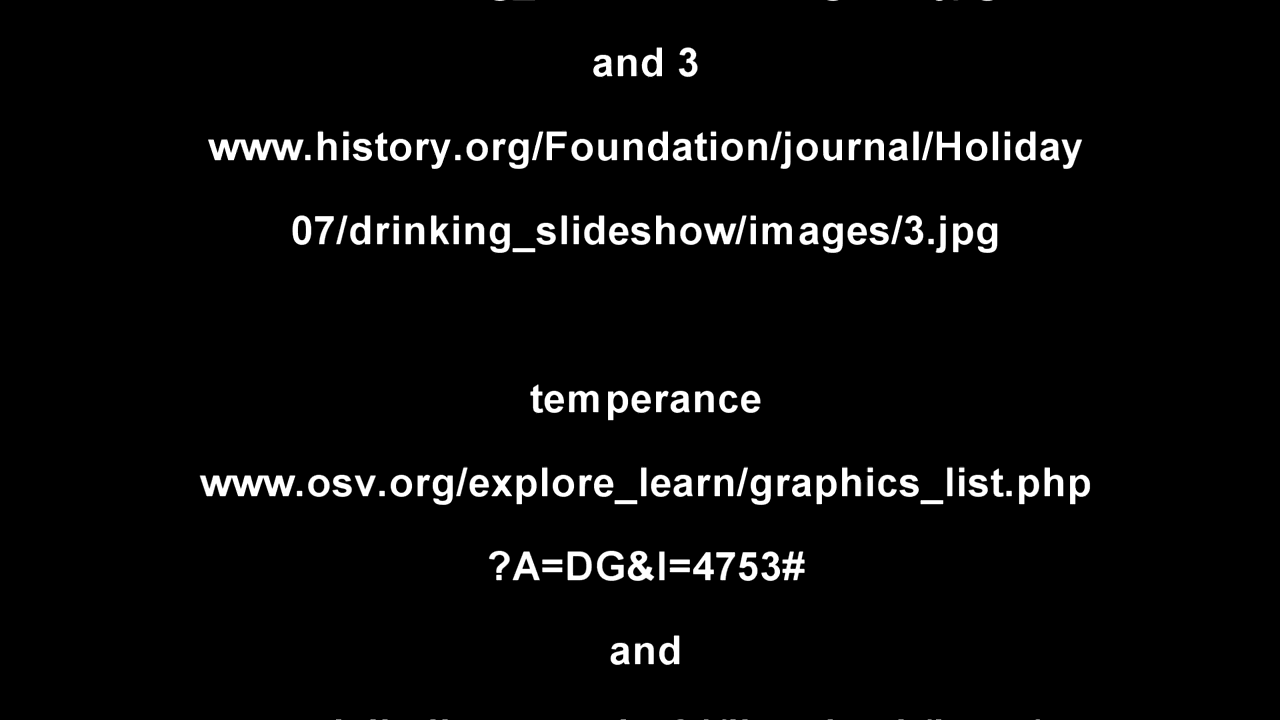 and 3
www.history.org/Foundation/journal/Holiday
07/drinking_slideshow/images/3.jpg
temperance
www.osv.org/explore_learn/graphics_list.php
?A=DG&I=4753#
and